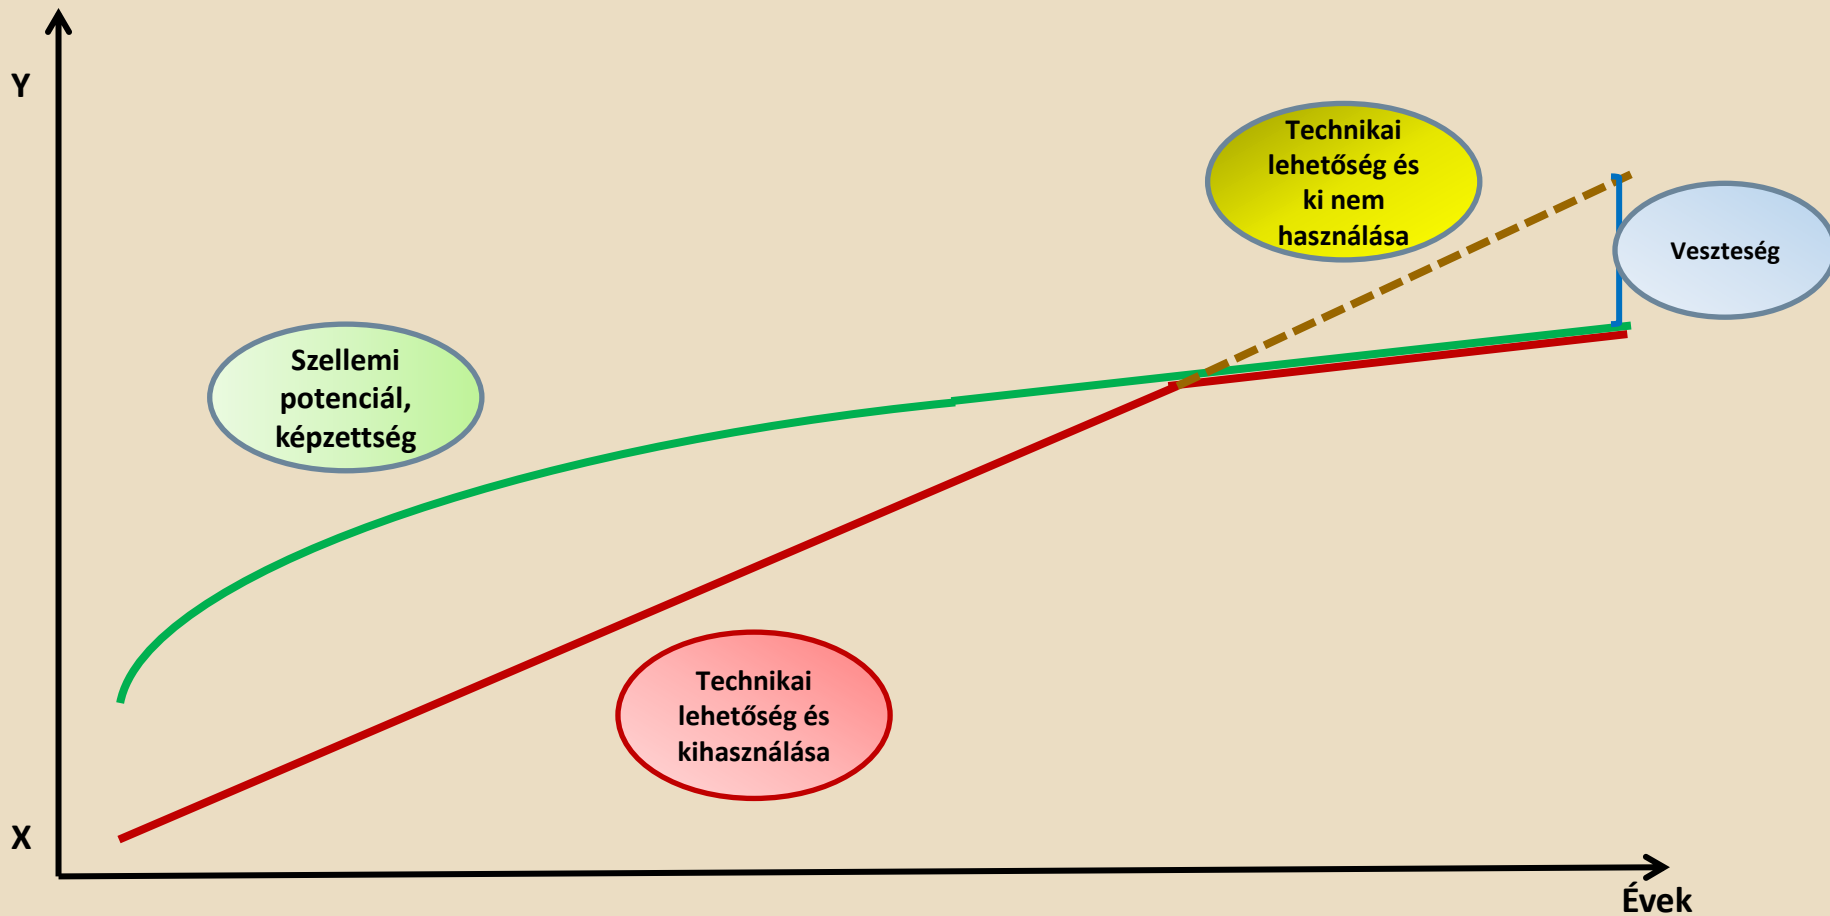 Y
Technikai
lehetőség és
ki nem
használása
Veszteség
Szellemi
potenciál,
képzettség
Technikai
lehetőség és
kihasználása
X
Évek